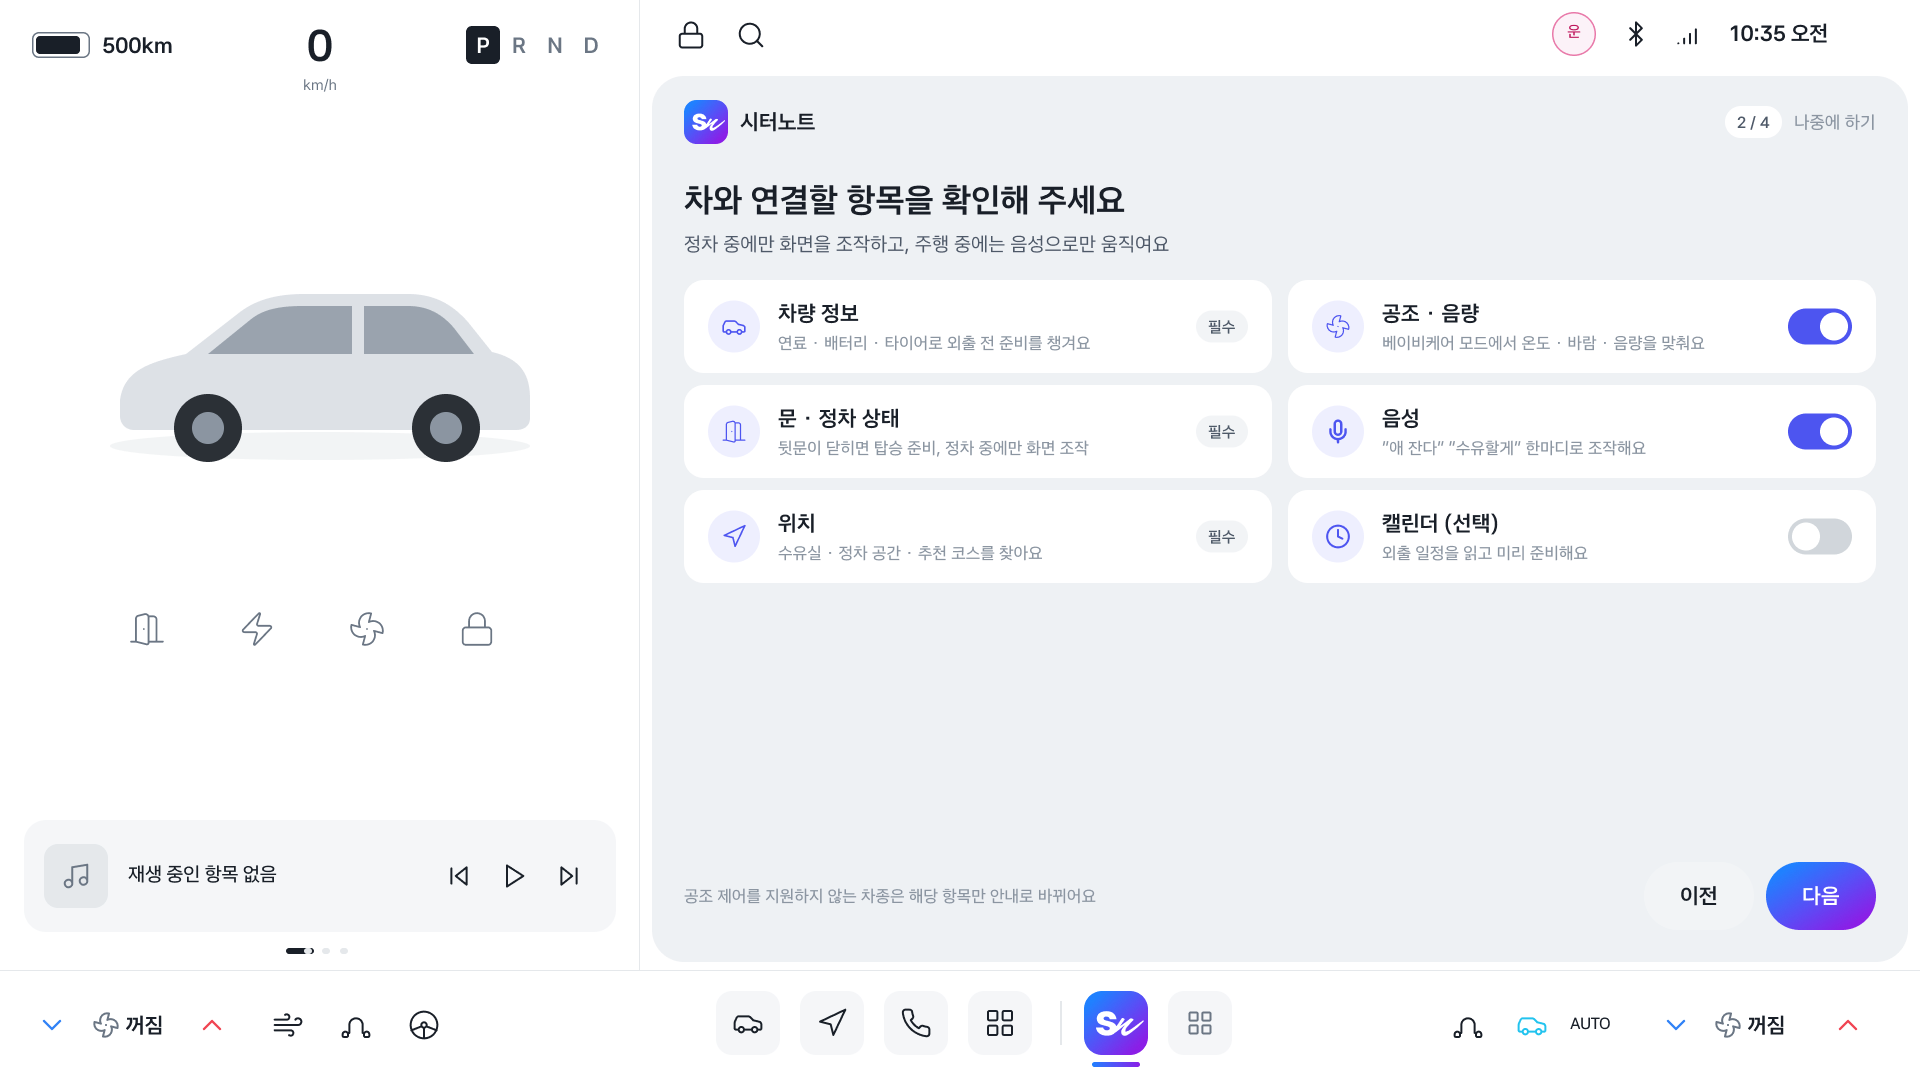 500km
0
km/h
P R N D
운
10:35 오전
Sn 시터노트
2 / 4
나중에 하기
차와 연결할 항목을 확인해 주세요
정차 중에만 화면을 조작하고, 주행 중에는 음성으로만 움직여요
차량 정보
연료 · 배터리 · 타이어로 외출 전 준비를 챙겨요
필수
공조 · 음량
베이비케어 모드에서 온도 · 바람 · 음량을 맞춰요
문 · 정차 상태
뒷문이 닫히면 탑승 준비, 정차 중에만 화면 조작
필수
음성
“애 잔다” “수유할게” 한마디로 조작해요
위치
수유실 · 정차 공간 · 추천 코스를 찾아요
필수
캘린더 (선택)
외출 일정을 읽고 미리 준비해요
재생 중인 항목 없음
공조 제어를 지원하지 않는 차종은 해당 항목만 안내로 바뀌어요
이전
다음
꺼짐
Sn
AUTO
꺼짐